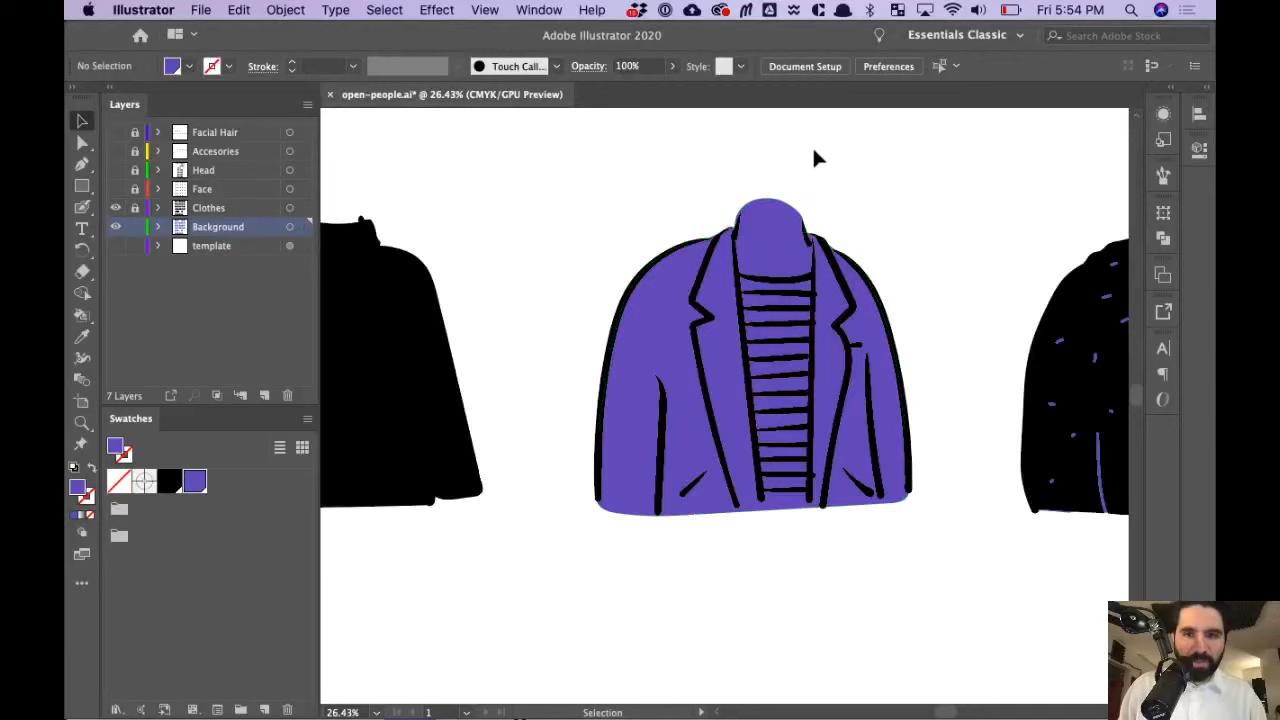 Illustrator File Edit Object Type Select Effect View Window Help Fri 5:54 PM
Adobe Illustrator 2020 Essentials Classic Search Adobe Stock
No Selection Stroke: Touch Call... Opacity: 100% Style: Document Setup Preferences
Layers
× open-people.ai* @ 26.43% (CMYK/GPU Preview)
Facial Hair
Accesories
Head
Face
Clothes
Background
template
7 Layers
Swatches
26.43% 1 Selection